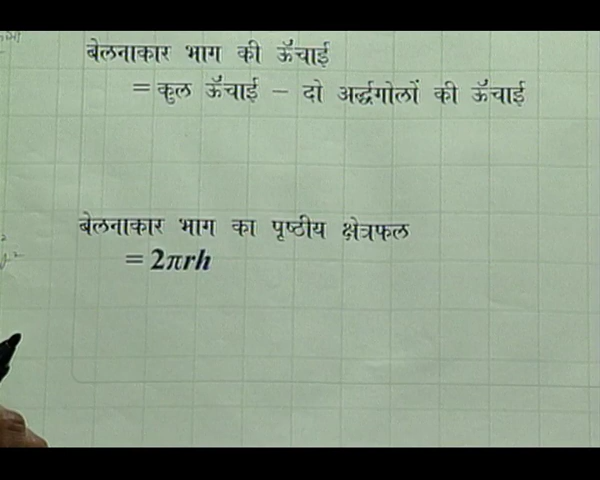 बेलनाकार भाग की ऊँचाई
= कुल ऊँचाई – दो अर्द्धगोलों की ऊँचाई
बेलनाकार भाग का पृष्ठीय क्षेत्रफल
= 2πrh